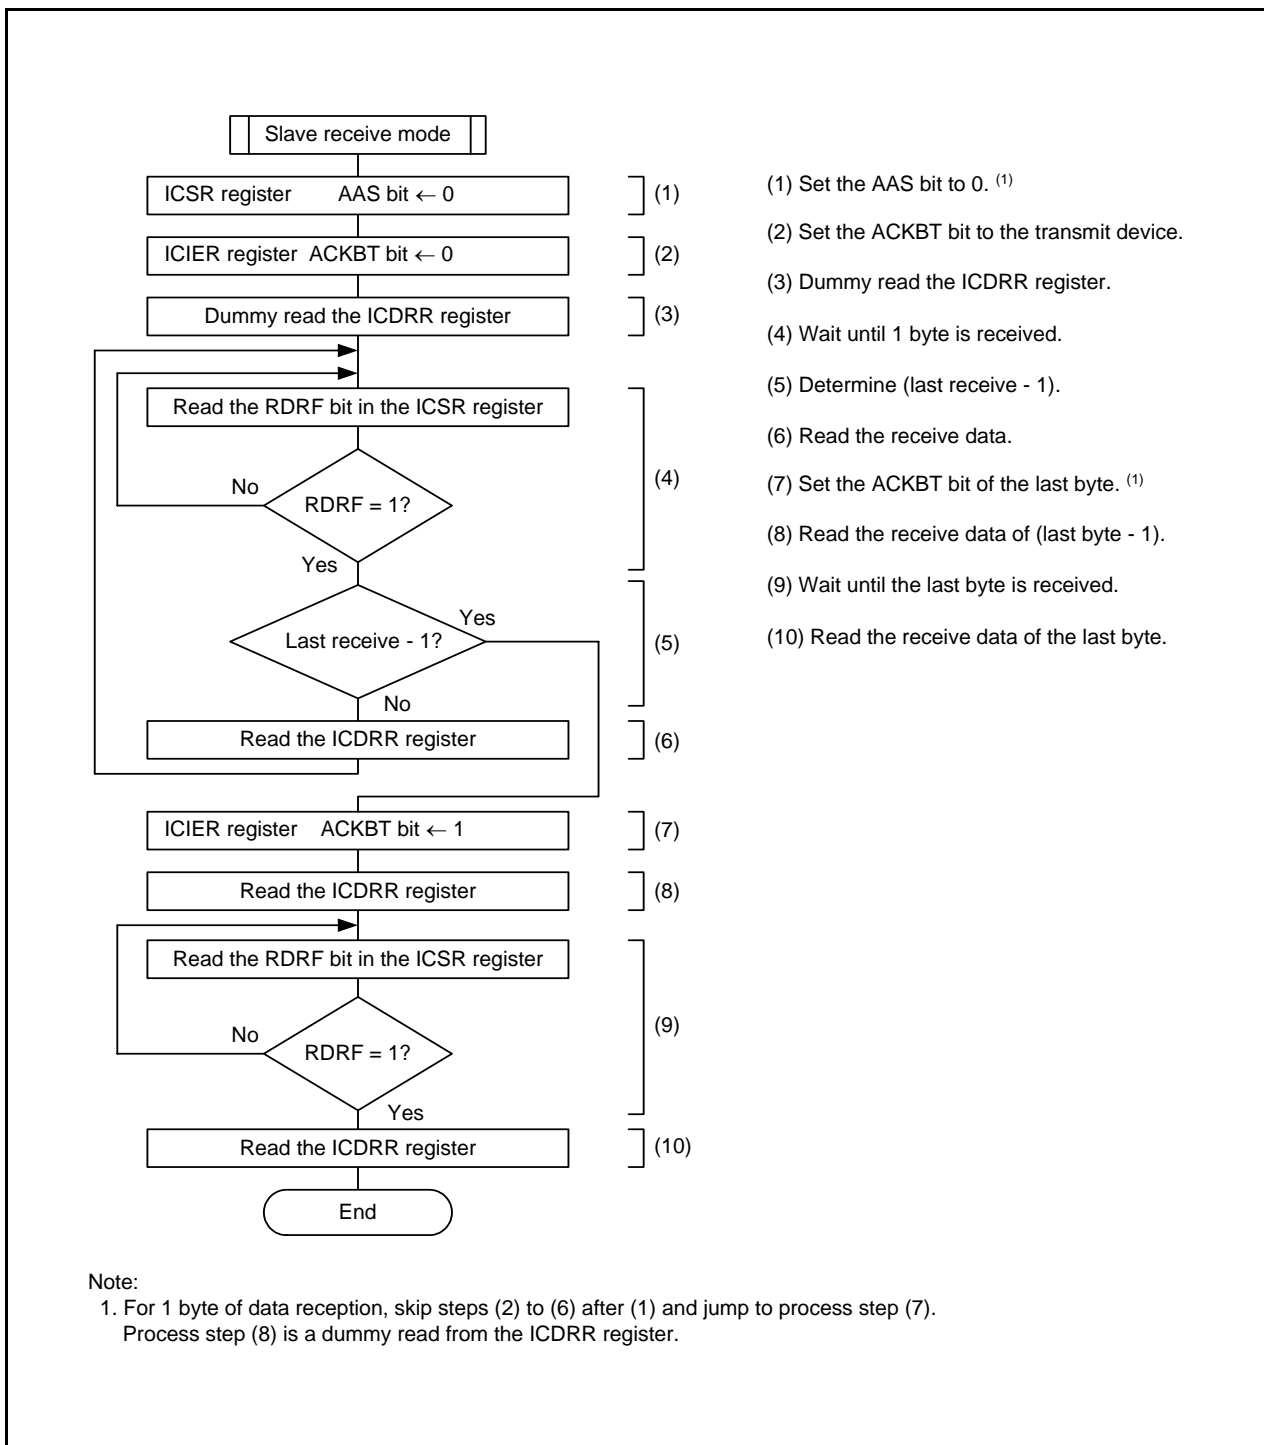 Slave receive mode
ICSR register AAS bit ← 0 (1)
ICIER register ACKBT bit ← 0 (2)
Dummy read the ICDRR register (3)
Read the RDRF bit in the ICSR register
(4)
No
RDRF = 1?
Yes
Yes
Last receive - 1? (5)
No
Read the ICDRR register (6)
ICIER register ACKBT bit ← 1 (7)
Read the ICDRR register (8)
Read the RDRF bit in the ICSR register
(9)
No
RDRF = 1?
Yes
Read the ICDRR register (10)
End
(1) Set the AAS bit to 0. (1)
(2) Set the ACKBT bit to the transmit device.
(3) Dummy read the ICDRR register.
(4) Wait until 1 byte is received.
(5) Determine (last receive - 1).
(6) Read the receive data.
(7) Set the ACKBT bit of the last byte. (1)
(8) Read the receive data of (last byte - 1).
(9) Wait until the last byte is received.
(10) Read the receive data of the last byte.
Note:
1. For 1 byte of data reception, skip steps (2) to (6) after (1) and jump to process step (7).
Process step (8) is a dummy read from the ICDRR register.